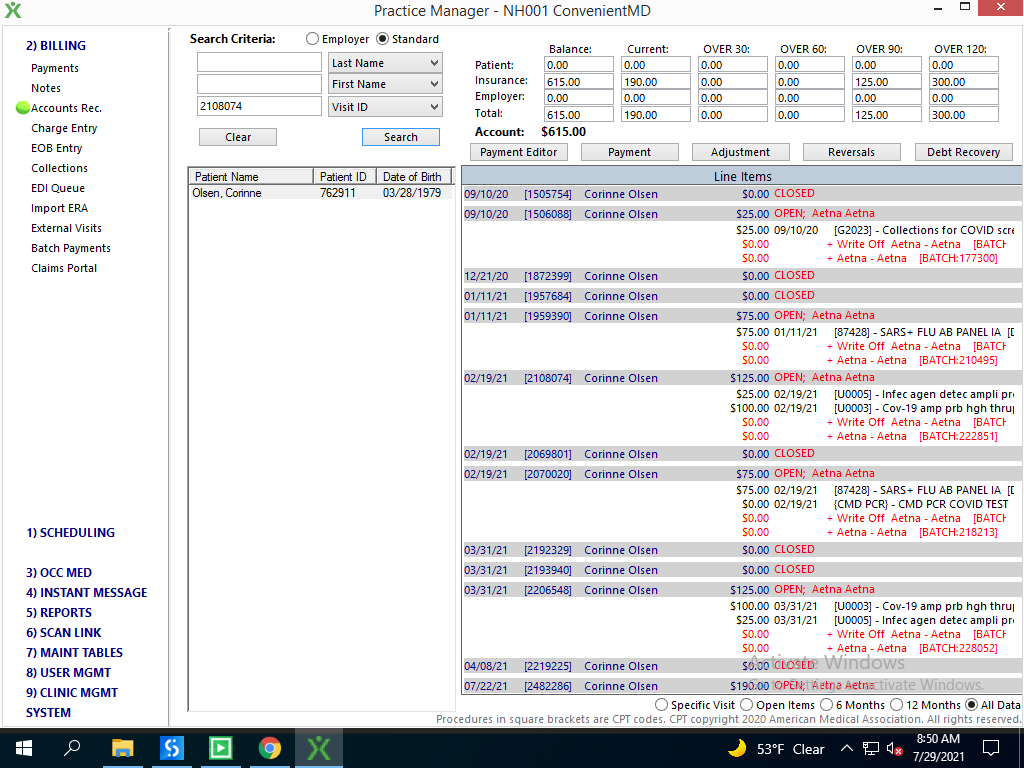 Practice Manager - NH001 ConvenientMD
2) BILLING
Payments
Notes
Accounts Rec.
Charge Entry
EOB Entry
Collections
EDI Queue
Import ERA
External Visits
Batch Payments
Claims Portal
1) SCHEDULING
3) OCC MED
4) INSTANT MESSAGE
5) REPORTS
6) SCAN LINK
7) MAINT TABLES
8) USER MGMT
9) CLINIC MGMT
SYSTEM
Search Criteria: Employer Standard
Last Name
First Name
2108074 Visit ID
Clear Search
Patient Name Patient ID Date of Birth
Olsen, Corinne 762911 03/28/1979
Balance: Current: OVER 30: OVER 60: OVER 90: OVER 120:
Patient: 0.00 0.00 0.00 0.00 0.00 0.00
Insurance: 615.00 190.00 0.00 0.00 125.00 300.00
Employer: 0.00 0.00 0.00 0.00 0.00 0.00
Total: 615.00 190.00 0.00 0.00 125.00 300.00
Account: $615.00
Payment Editor Payment Adjustment Reversals Debt Recovery
Line Items
09/10/20 [1505754] Corinne Olsen $0.00 CLOSED
09/10/20 [1506088] Corinne Olsen $25.00 OPEN; Aetna Aetna
$25.00 09/10/20 [G2023] - Collections for COVID scre
$0.00 + Write Off Aetna - Aetna [BATCH
$0.00 + Aetna - Aetna [BATCH:177300]
12/21/20 [1872399] Corinne Olsen $0.00 CLOSED
01/11/21 [1957684] Corinne Olsen $0.00 CLOSED
01/11/21 [1959390] Corinne Olsen $75.00 OPEN; Aetna Aetna
$75.00 01/11/21 [87428] - SARS+ FLU AB PANEL IA [D
$0.00 + Write Off Aetna - Aetna [BATCH
$0.00 + Aetna - Aetna [BATCH:210495]
02/19/21 [2108074] Corinne Olsen $125.00 OPEN; Aetna Aetna
$25.00 02/19/21 [U0005] - Infec agen detec ampli pro
$100.00 02/19/21 [U0003] - Cov-19 amp prb hgh thrup
$0.00 + Write Off Aetna - Aetna [BATCH
$0.00 + Aetna - Aetna [BATCH:222851]
02/19/21 [2069801] Corinne Olsen $0.00 CLOSED
02/19/21 [2070020] Corinne Olsen $75.00 OPEN; Aetna Aetna
$75.00 02/19/21 [87428] - SARS+ FLU AB PANEL IA [D
$0.00 02/19/21 {CMD PCR} - CMD PCR COVID TEST
$0.00 + Write Off Aetna - Aetna [BATCH
$0.00 + Aetna - Aetna [BATCH:218213]
03/31/21 [2192329] Corinne Olsen $0.00 CLOSED
03/31/21 [2193940] Corinne Olsen $0.00 CLOSED
03/31/21 [2206548] Corinne Olsen $125.00 OPEN; Aetna Aetna
$100.00 03/31/21 [U0003] - Cov-19 amp prb hgh thrup
$25.00 03/31/21 [U0005] - Infec agen detec ampli pro
$0.00 + Write Off Aetna - Aetna [BATCH
$0.00 + Aetna - Aetna [BATCH:228052]
04/08/21 [2219225] Corinne Olsen $0.00 CLOSED
07/22/21 [2482286] Corinne Olsen $190.00 OPEN; Aetna Aetna
Activate Windows
Go to Settings to activate Windows.
Specific Visit Open Items 6 Months 12 Months All Data
Procedures in square brackets are CPT codes. CPT copyright 2020 American Medical Association. All rights reserved.
53°F Clear
8:50 AM
7/29/2021